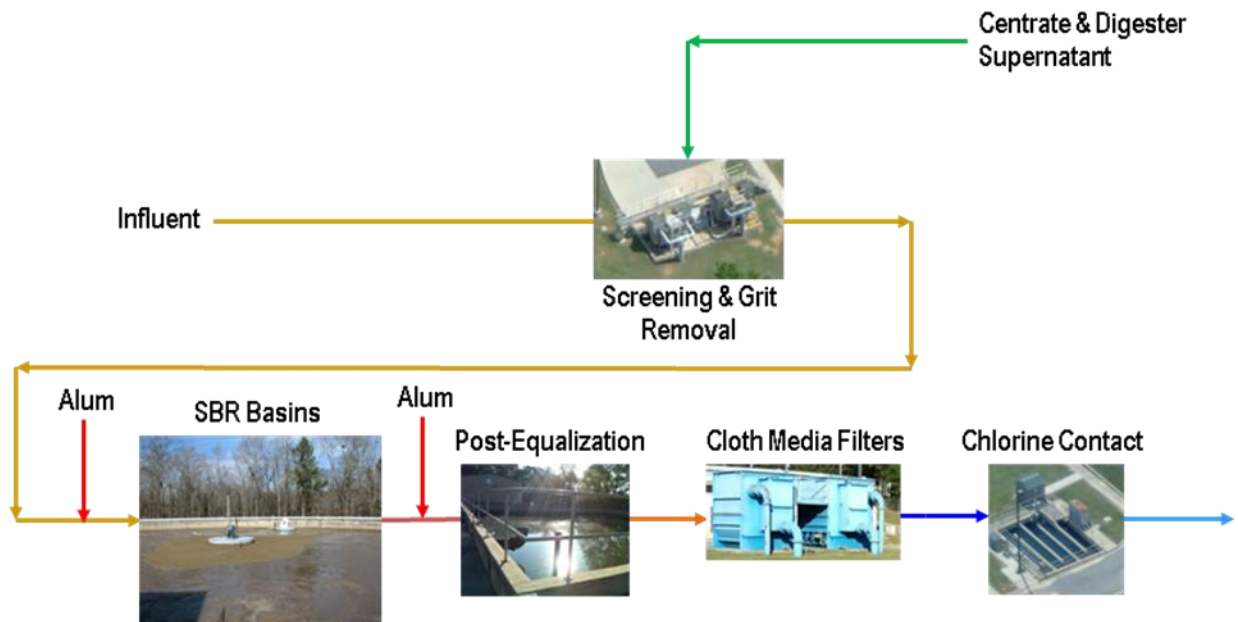 Centrate & Digester
Supernatant
Influent
Screening & Grit
Removal
Alum
SBR Basins
Alum
Post-Equalization
Cloth Media Filters
Chlorine Contact